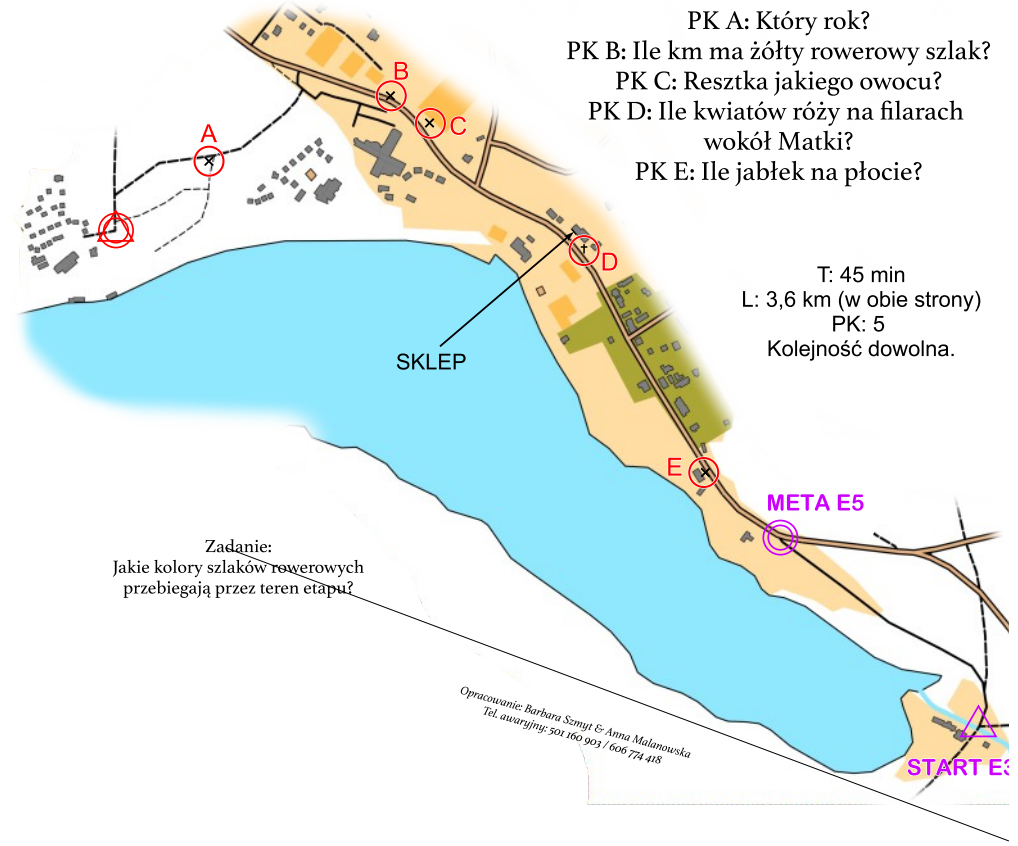 PK A: Który rok?
PK B: Ile km ma żółty rowerowy szlak?
PK C: Resztka jakiego owocu?
PK D: Ile kwiatów róży na filarach
wokół Matki?
PK E: Ile jabłek na płocie?
B
C
A
D
T: 45 min
L: 3,6 km (w obie strony)
PK: 5
Kolejność dowolna.
SKLEP
E
META E5
Zadanie:
Jakie kolory szlaków rowerowych
przebiegają przez teren etapu?
Opracowanie: Barbara Szmyt & Anna Malanowska
Tel. awaryjny: 501 160 903 / 606 774 418
START E3